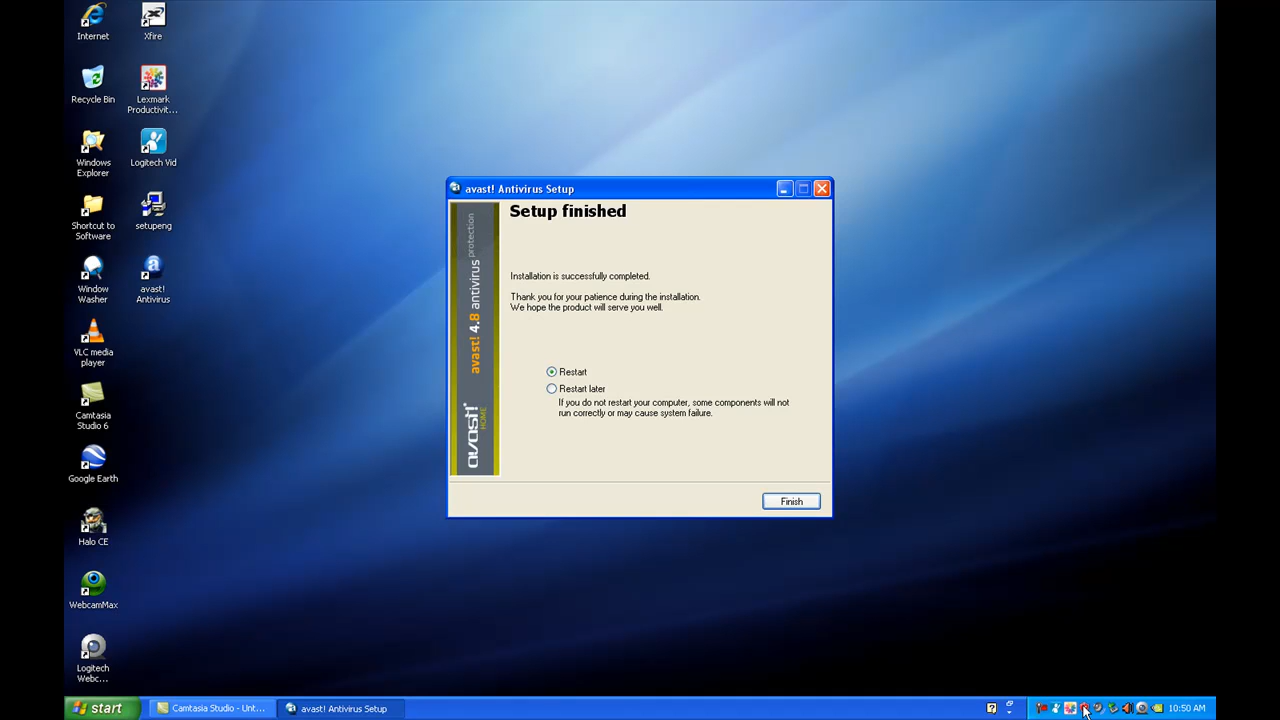 Internet
Xfire
Recycle Bin
Lexmark
Productivit...
Windows
Explorer
Logitech Vid
Shortcut to
Software
setupeng
Window
Washer
avast!
Antivirus
VLC media
player
Camtasia
Studio 6
Google Earth
Halo CE
WebcamMax
Logitech
Webc...
avast! Antivirus Setup
Setup finished
avast! 4.8 antivirus protection
avast!® HOME
Installation is successfully completed.
Thank you for your patience during the installation.
We hope the product will serve you well.
Restart
Restart later
If you do not restart your computer, some components will not
run correctly or may cause system failure.
Finish
start
Camtasia Studio - Unt...
avast! Antivirus Setup
10:50 AM